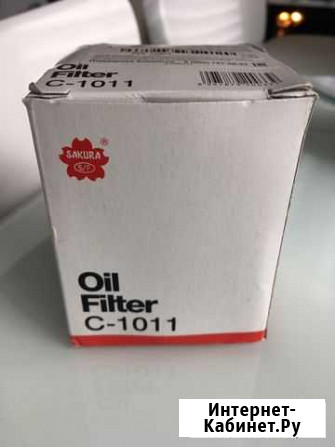 Oil
Filter
C-1011
SAKURA
S/F
Oil
Filter
C-1011
Интернет-
Кабинет.Ру